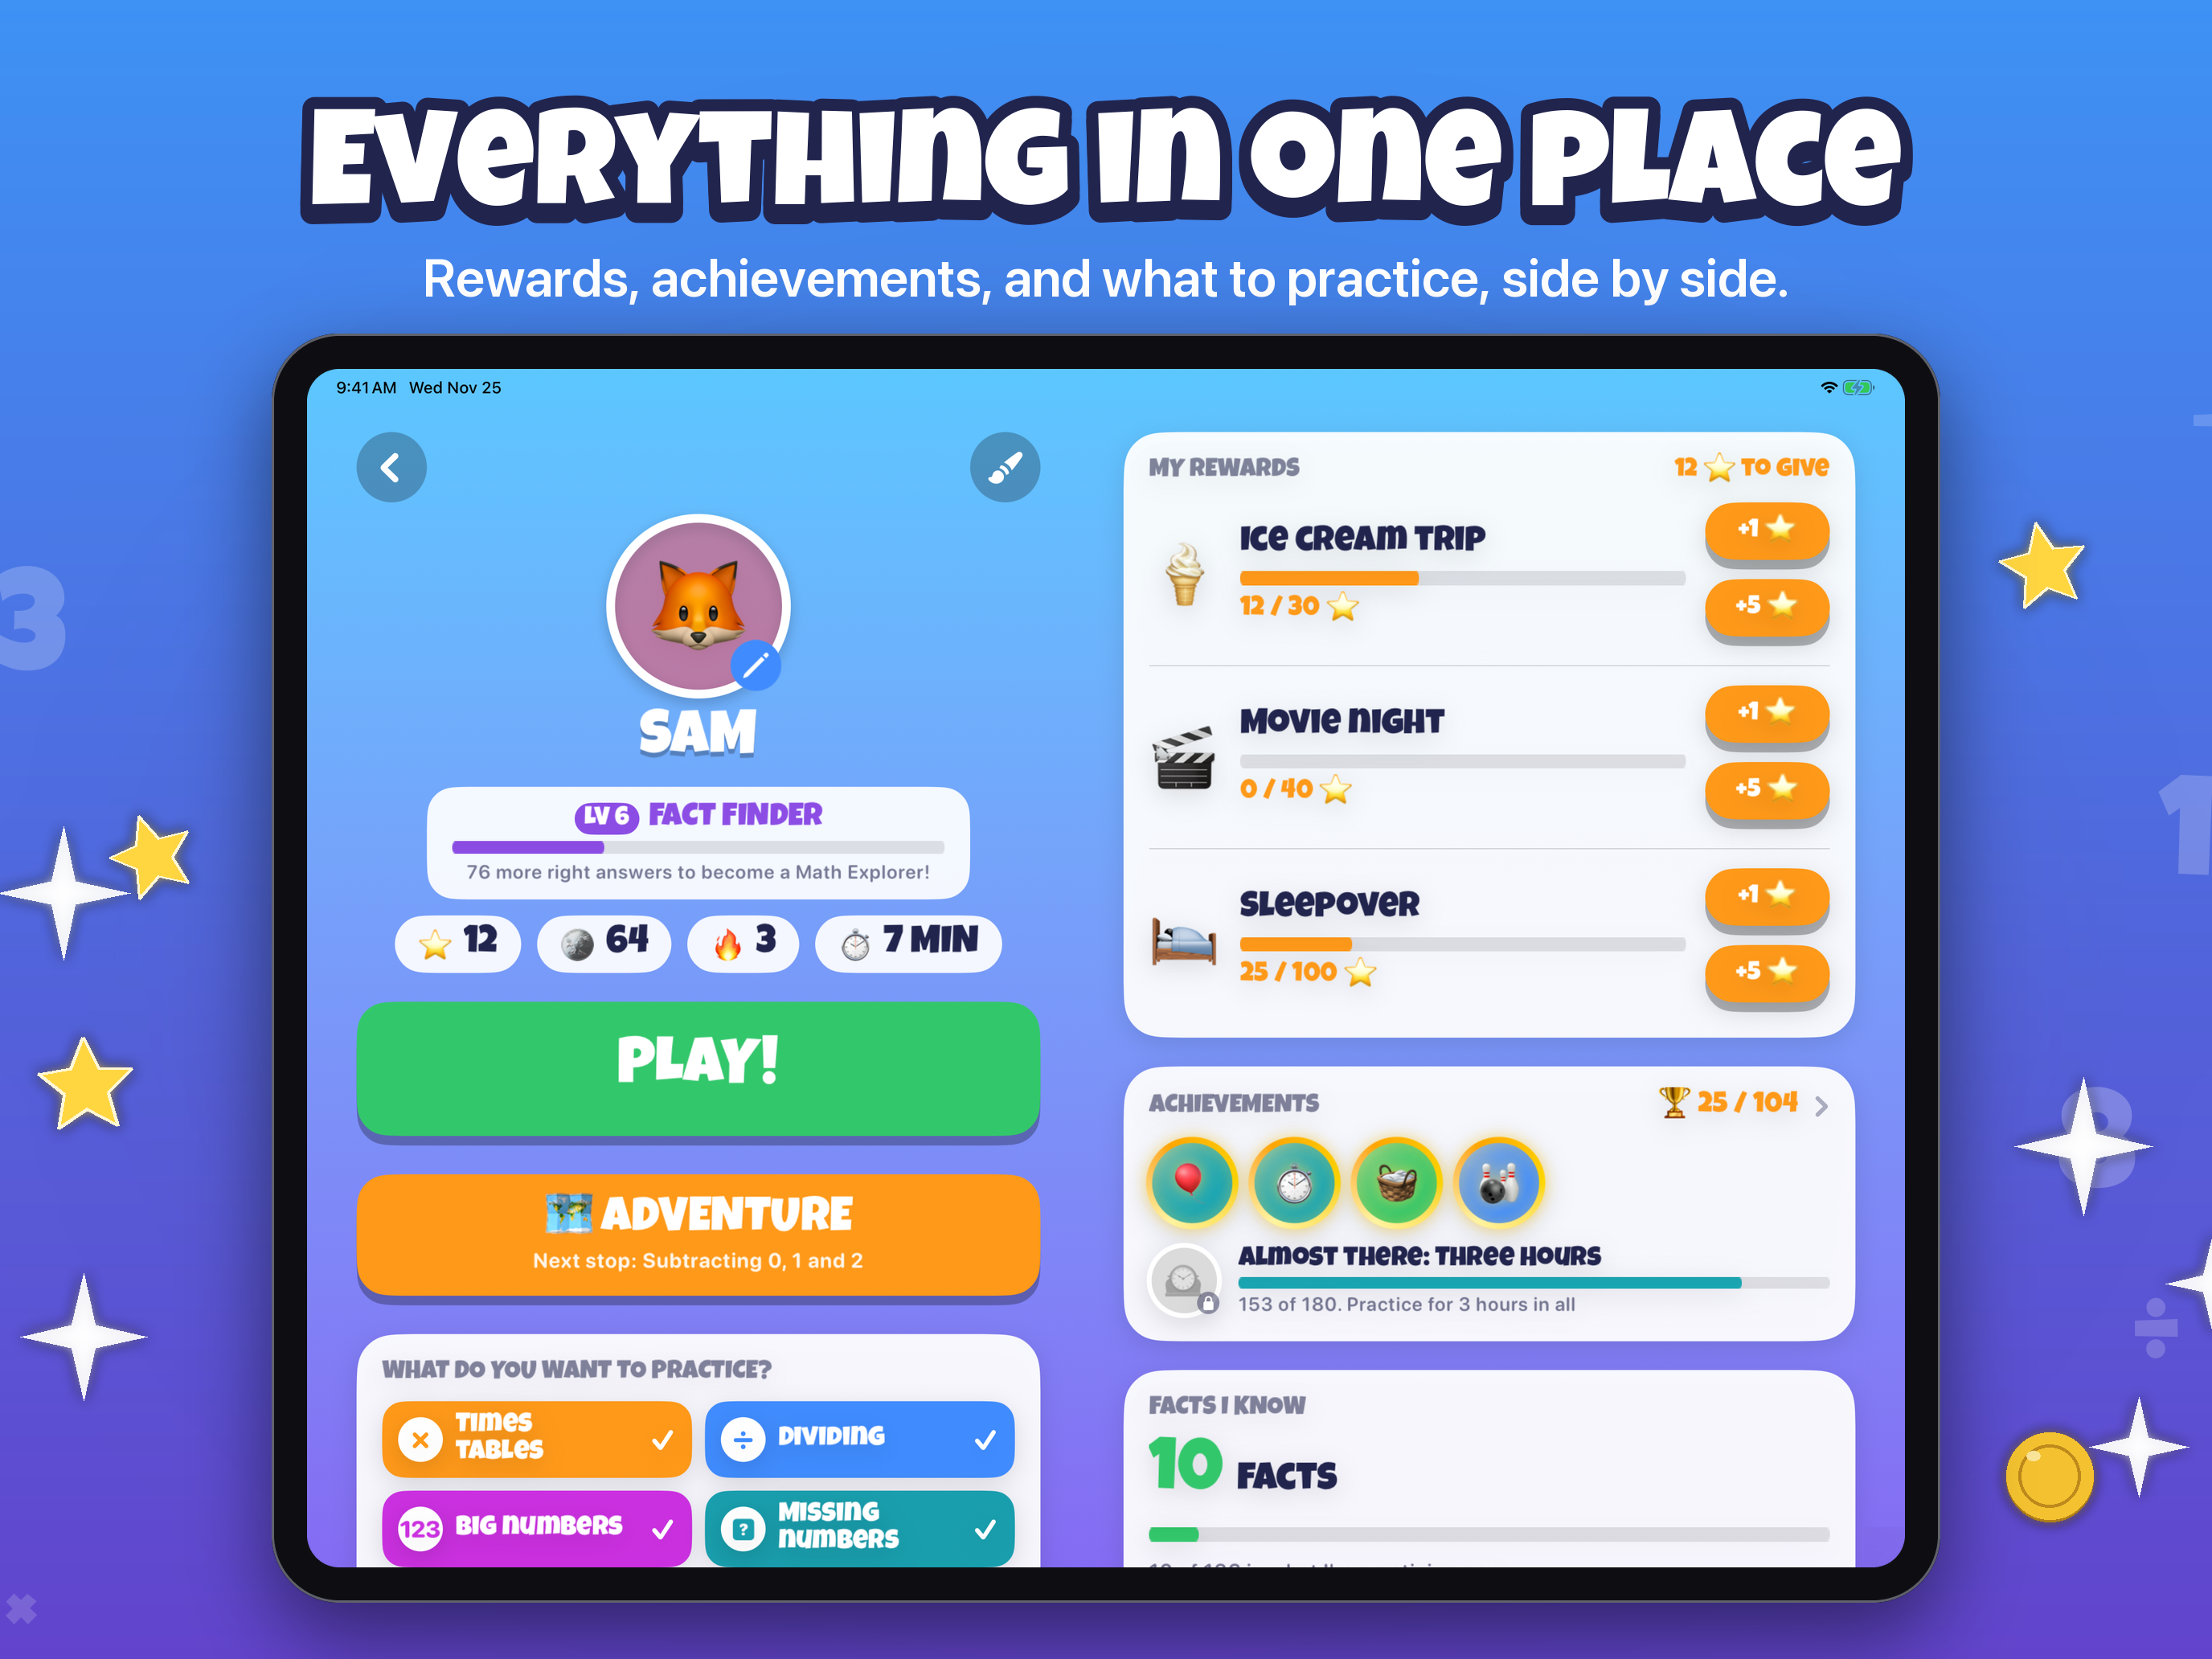 EVERYTHING IN ONE PLACE
Rewards, achievements, and what to practice, side by side.
9:41 AM Wed Nov 25
SAM
LV 6 FACT FINDER
76 more right answers to become a Math Explorer!
12
64
3
7 MIN
PLAY!
ADVENTURE
Next stop: Subtracting 0, 1 and 2
WHAT DO YOU WANT TO PRACTICE?
TIMES
TABLES
DIVIDING
123 BIG NUMBERS
MISSING
NUMBERS
MY REWARDS
12 TO GIVE
ICE CREAM TRIP
12 / 30
+1
+5
MOVIE NIGHT
0 / 40
+1
+5
SLEEPOVER
25 / 100
+1
+5
ACHIEVEMENTS
25 / 104
ALMOST THERE: THREE HOURS
153 of 180. Practice for 3 hours in all
FACTS I KNOW
10 FACTS
3
1
8
÷